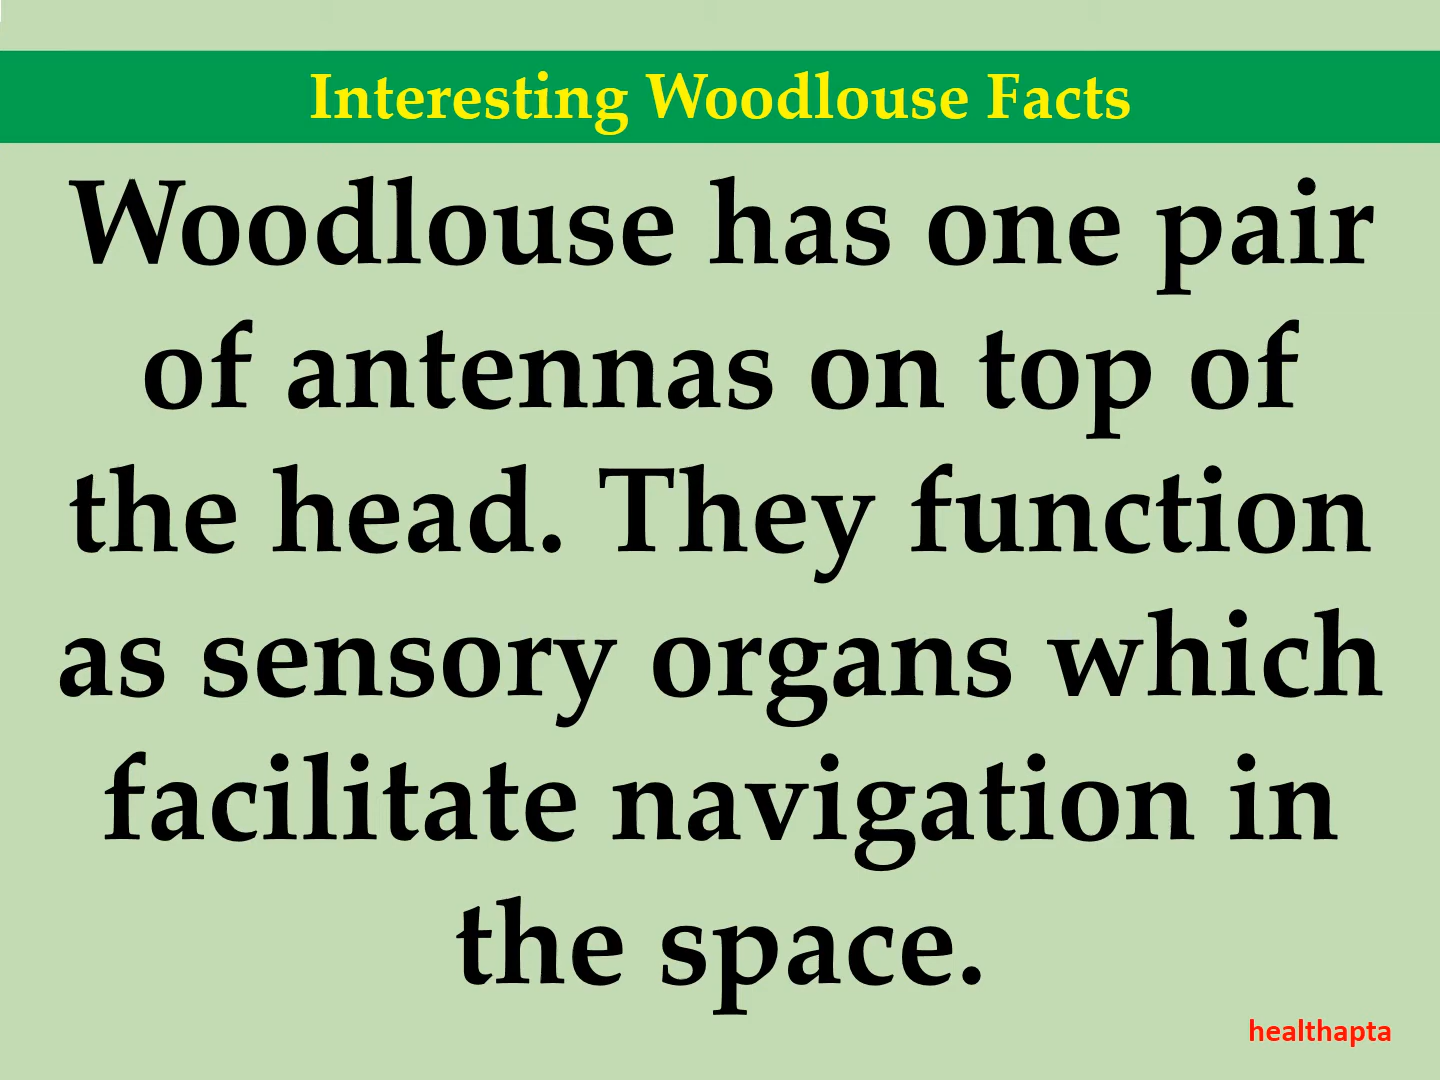 Interesting Woodlouse Facts
Woodlouse has one pair
of antennas on top of
the head. They function
as sensory organs which
facilitate navigation in
the space.
healthapta